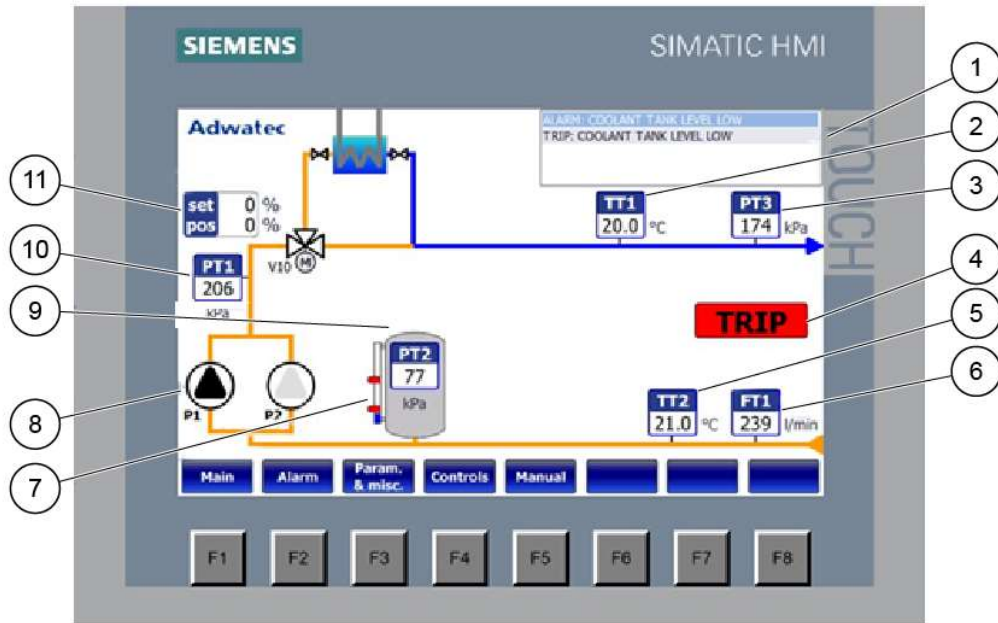 SIEMENS
SIMATIC HMI
TOUCH
Adwatec
ALARM: COOLANT TANK LEVEL LOW
TRIP: COOLANT TANK LEVEL LOW
1
2
3
4
5
6
7
8
9
10
11
set 0 %
pos 0 %
TT1
20.0 °C
PT3
174 kPa
V10 M
PT1
206
kPa
TRIP
PT2
77
kPa
P1
P2
TT2
21.0 °C
FT1
239 l/min
Main
Alarm
Param.
& misc.
Controls
Manual
F1
F2
F3
F4
F5
F6
F7
F8